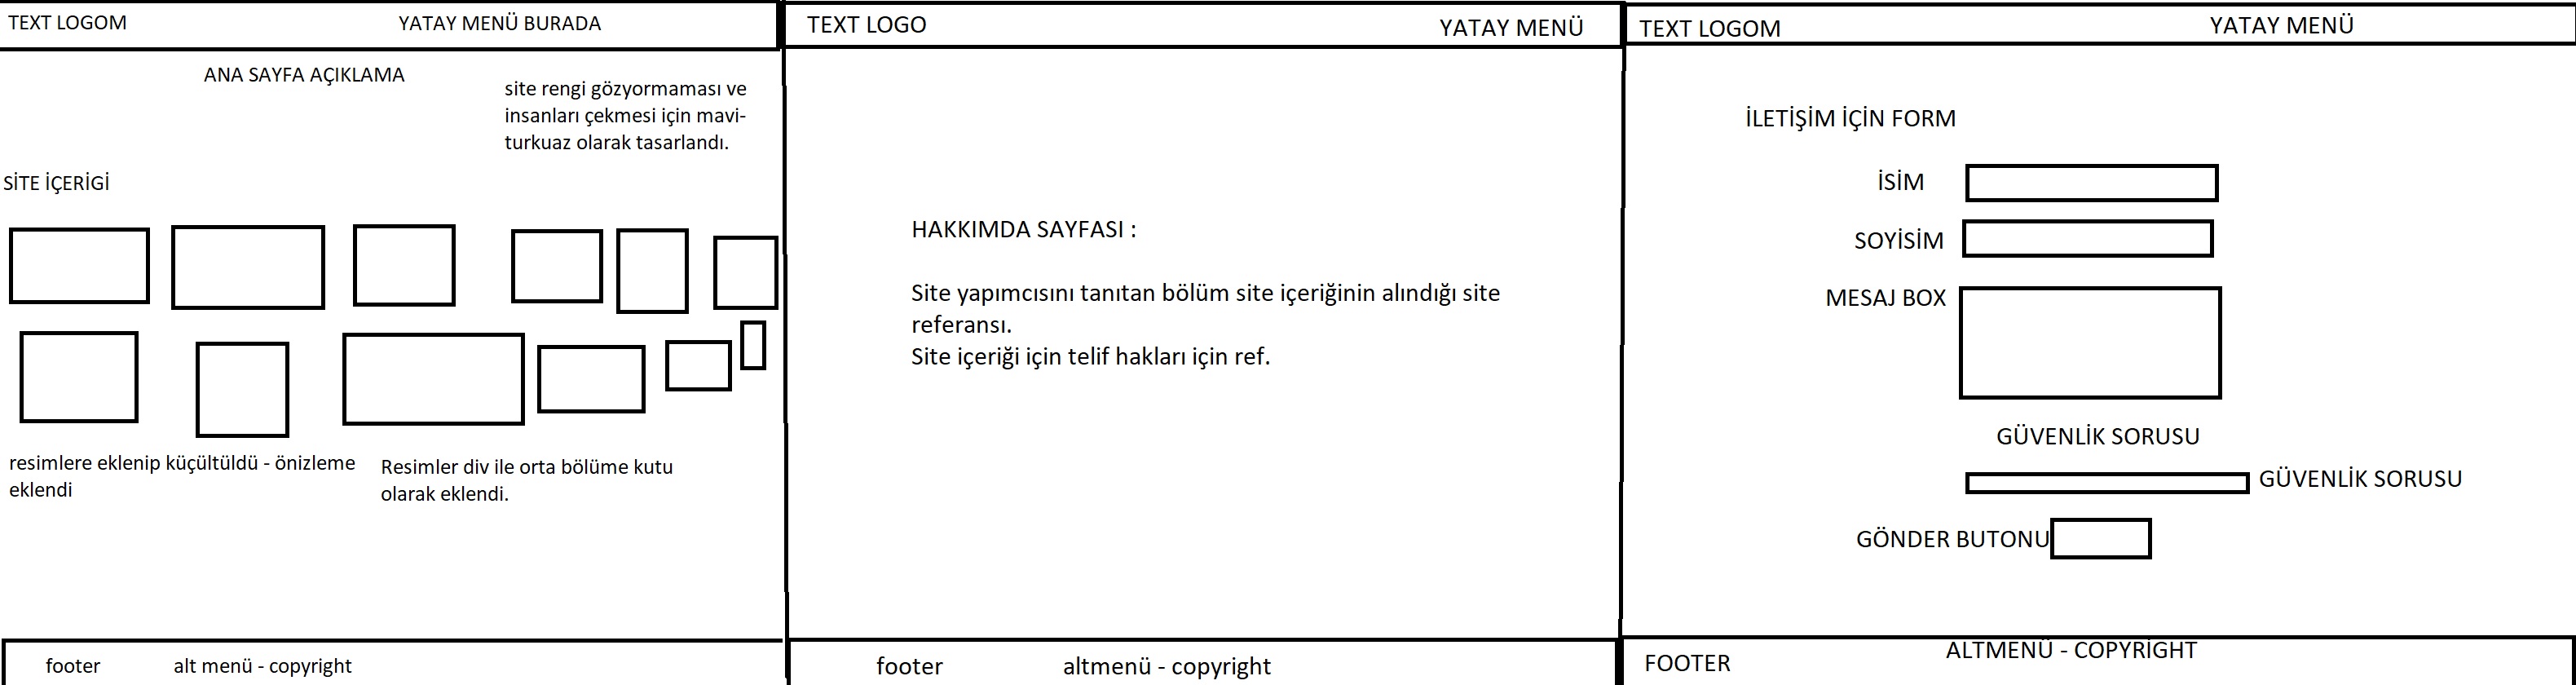 TEXT LOGOM
YATAY MENÜ BURADA
ANA SAYFA AÇIKLAMA
site rengi gözyormaması ve
insanları çekmesi için mavi-
turkuaz olarak tasarlandı.
SİTE İÇERİGİ
resimlere eklenip küçültüldü - önizleme
eklendi
Resimler div ile orta bölüme kutu
olarak eklendi.
footer
alt menü - copyright
TEXT LOGO
YATAY MENÜ
HAKKIMDA SAYFASI :
Site yapımcısını tanıtan bölüm site içeriğinin alındığı site
referansı.
Site içeriği için telif hakları için ref.
footer
altmenü - copyright
TEXT LOGOM
YATAY MENÜ
İLETİŞİM İÇİN FORM
İSİM
SOYİSİM
MESAJ BOX
GÜVENLİK SORUSU
GÜVENLİK SORUSU
GÖNDER BUTONU
FOOTER
ALTMENÜ - COPYRİGHT